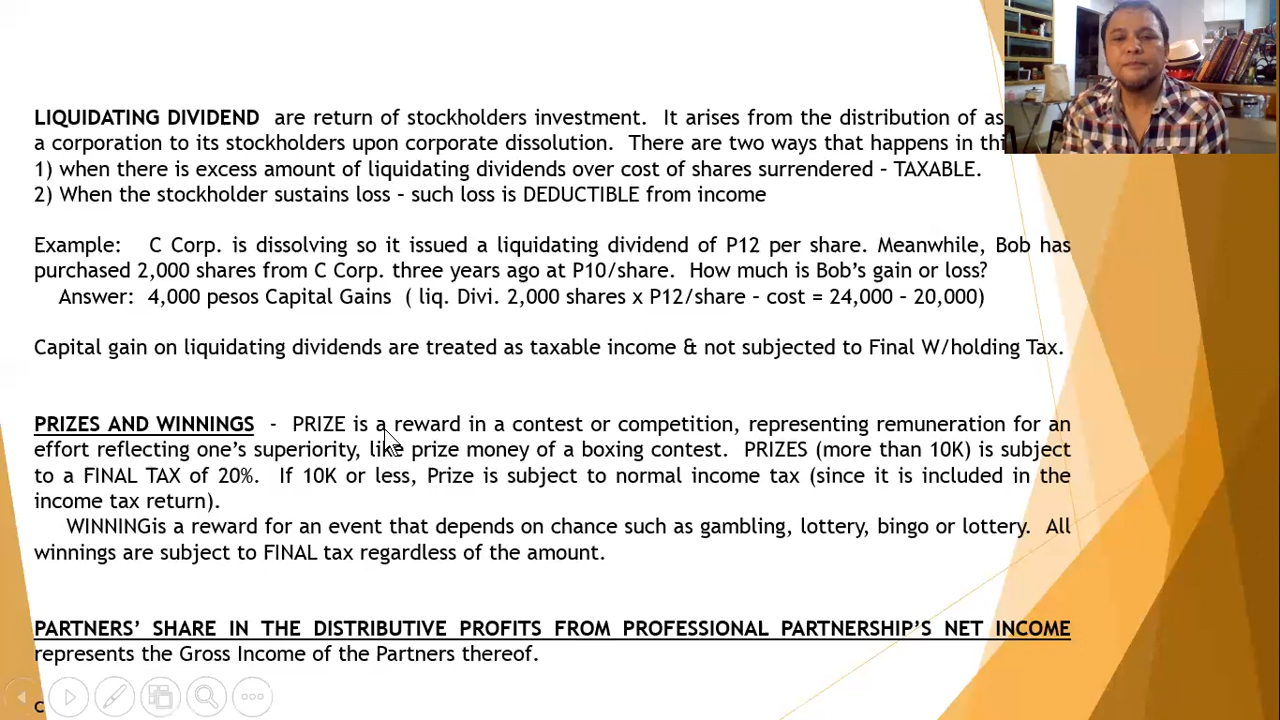 LIQUIDATING DIVIDEND are return of stockholders investment. It arises from the distribution of as
a corporation to its stockholders upon corporate dissolution. There are two ways that happens in thi
1) when there is excess amount of liquidating dividends over cost of shares surrendered – TAXABLE.
2) When the stockholder sustains loss – such loss is DEDUCTIBLE from income
Example: C Corp. is dissolving so it issued a liquidating dividend of P12 per share. Meanwhile, Bob has
purchased 2,000 shares from C Corp. three years ago at P10/share. How much is Bob's gain or loss?
Answer: 4,000 pesos Capital Gains ( liq. Divi. 2,000 shares x P12/share – cost = 24,000 – 20,000)
Capital gain on liquidating dividends are treated as taxable income & not subjected to Final W/holding Tax.
PRIZES AND WINNINGS - PRIZE is a reward in a contest or competition, representing remuneration for an
effort reflecting one's superiority, like prize money of a boxing contest. PRIZES (more than 10K) is subject
to a FINAL TAX of 20%. If 10K or less, Prize is subject to normal income tax (since it is included in the
income tax return).
WINNINGis a reward for an event that depends on chance such as gambling, lottery, bingo or lottery. All
winnings are subject to FINAL tax regardless of the amount.
PARTNERS' SHARE IN THE DISTRIBUTIVE PROFITS FROM PROFESSIONAL PARTNERSHIP'S NET INCOME
represents the Gross Income of the Partners thereof.